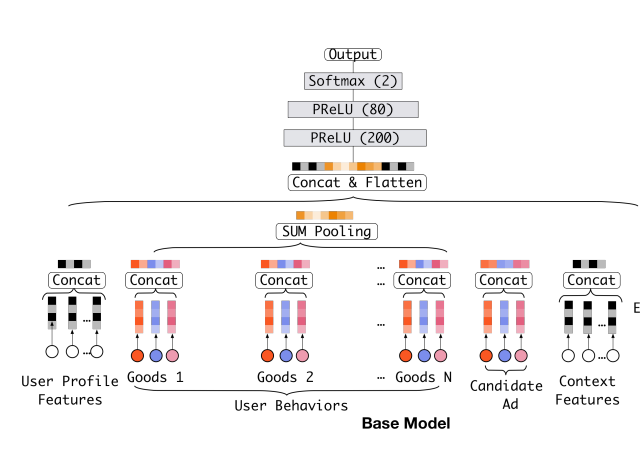 Output
Softmax (2)
PReLU (80)
PReLU (200)
Concat & Flatten
SUM Pooling
Concat Concat Concat ... Concat Concat Concat
...
...
E
Goods 1 Goods 2 ... Goods N
User Profile
Features
User Behaviors
Candidate
Ad
Context
Features
Base Model